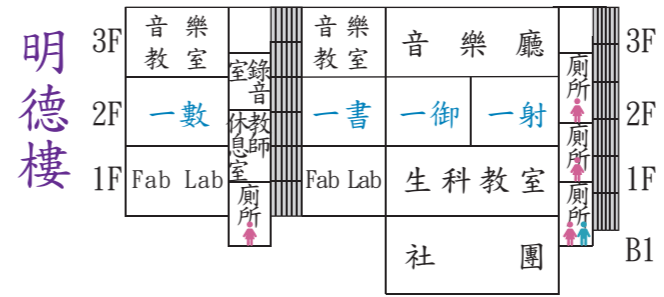 明德樓
3F
音樂
教室
錄音室
音樂
教室
音樂廳
廁所
3F
2F
一數
教師
休息室
一書
一御
一射
廁所
2F
1F
Fab Lab
廁所
Fab Lab
生科教室
廁所
1F
社團
B1